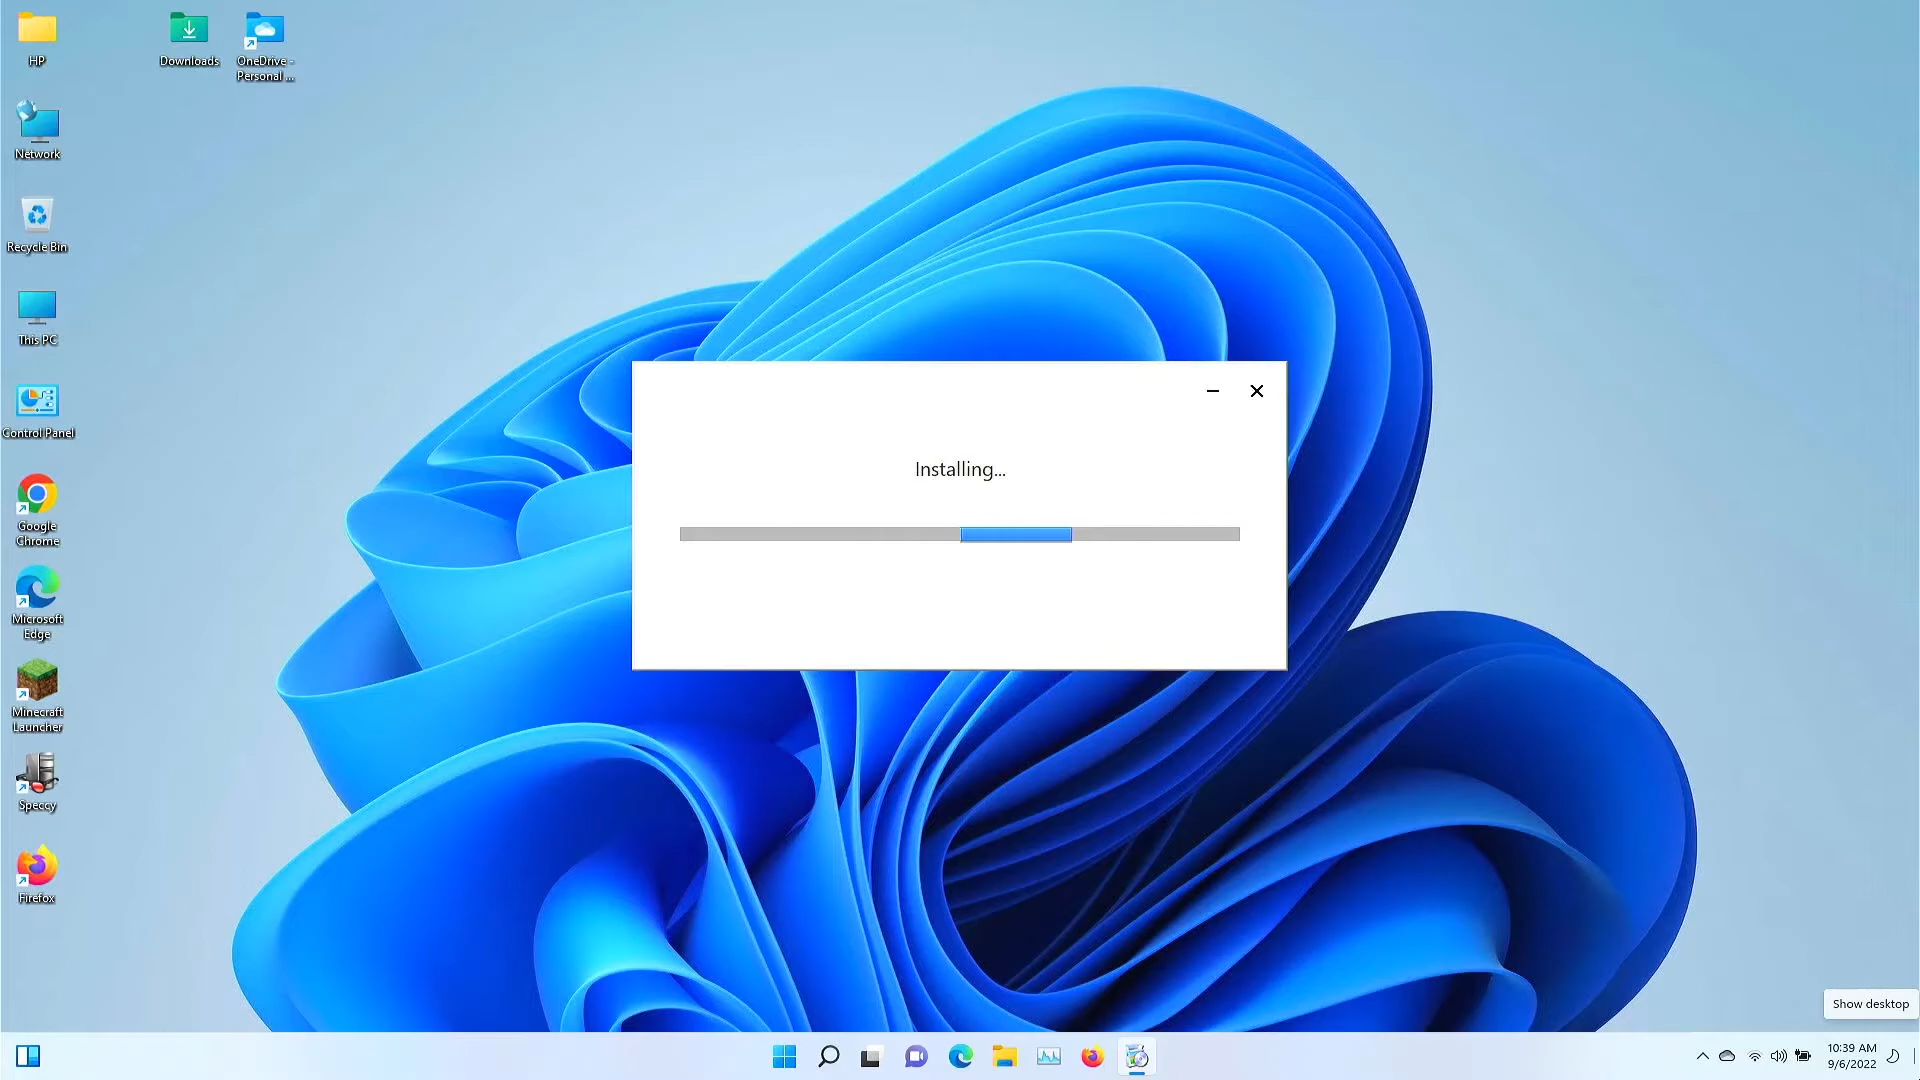 HP
Downloads
OneDrive -
Personal ...
Network
Recycle Bin
This PC
Control Panel
Google
Chrome
Microsoft
Edge
Minecraft
Launcher
Speccy
Firefox
Installing...
Show desktop
10:39 AM
9/6/2022